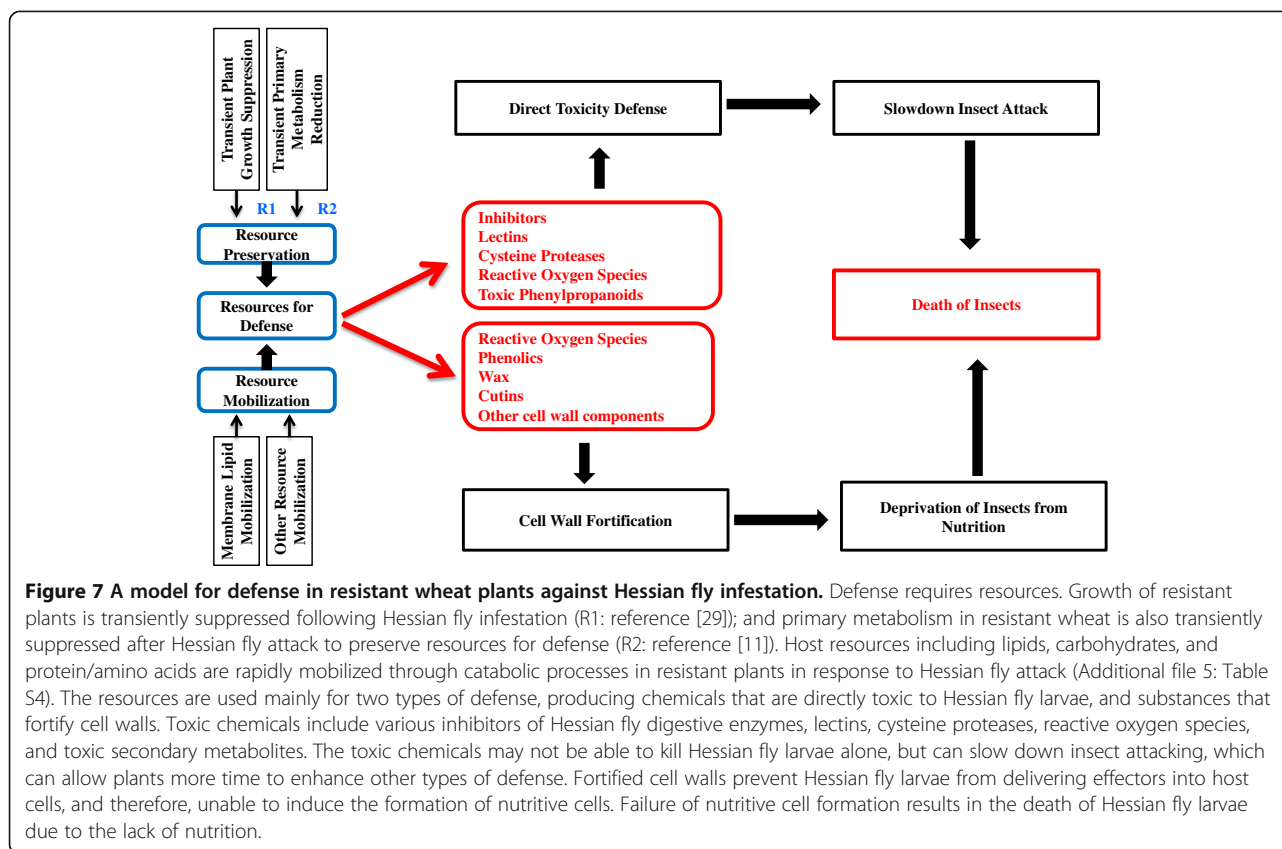 Transient Plant
Growth Suppression
Transient Primary
Metabolism
Reduction
R1
R2
Resource
Preservation
Resources for
Defense
Resource
Mobilization
Membrane Lipid
Mobilization
Other Resource
Mobilization
Direct Toxicity Defense
Slowdown Insect Attack
Inhibitors
Lectins
Cysteine Proteases
Reactive Oxygen Species
Toxic Phenylpropanoids
Reactive Oxygen Species
Phenolics
Wax
Cutins
Other cell wall components
Death of Insects
Cell Wall Fortification
Deprivation of Insects from
Nutrition
Figure 7 A model for defense in resistant wheat plants against Hessian fly infestation. Defense requires resources. Growth of resistant
plants is transiently suppressed following Hessian fly infestation (R1: reference [29]); and primary metabolism in resistant wheat is also transiently
suppressed after Hessian fly attack to preserve resources for defense (R2: reference [11]). Host resources including lipids, carbohydrates, and
protein/amino acids are rapidly mobilized through catabolic processes in resistant plants in response to Hessian fly attack (Additional file 5: Table
S4). The resources are used mainly for two types of defense, producing chemicals that are directly toxic to Hessian fly larvae, and substances that
fortify cell walls. Toxic chemicals include various inhibitors of Hessian fly digestive enzymes, lectins, cysteine proteases, reactive oxygen species,
and toxic secondary metabolites. The toxic chemicals may not be able to kill Hessian fly larvae alone, but can slow down insect attacking, which
can allow plants more time to enhance other types of defense. Fortified cell walls prevent Hessian fly larvae from delivering effectors into host
cells, and therefore, unable to induce the formation of nutritive cells. Failure of nutritive cell formation results in the death of Hessian fly larvae
due to the lack of nutrition.